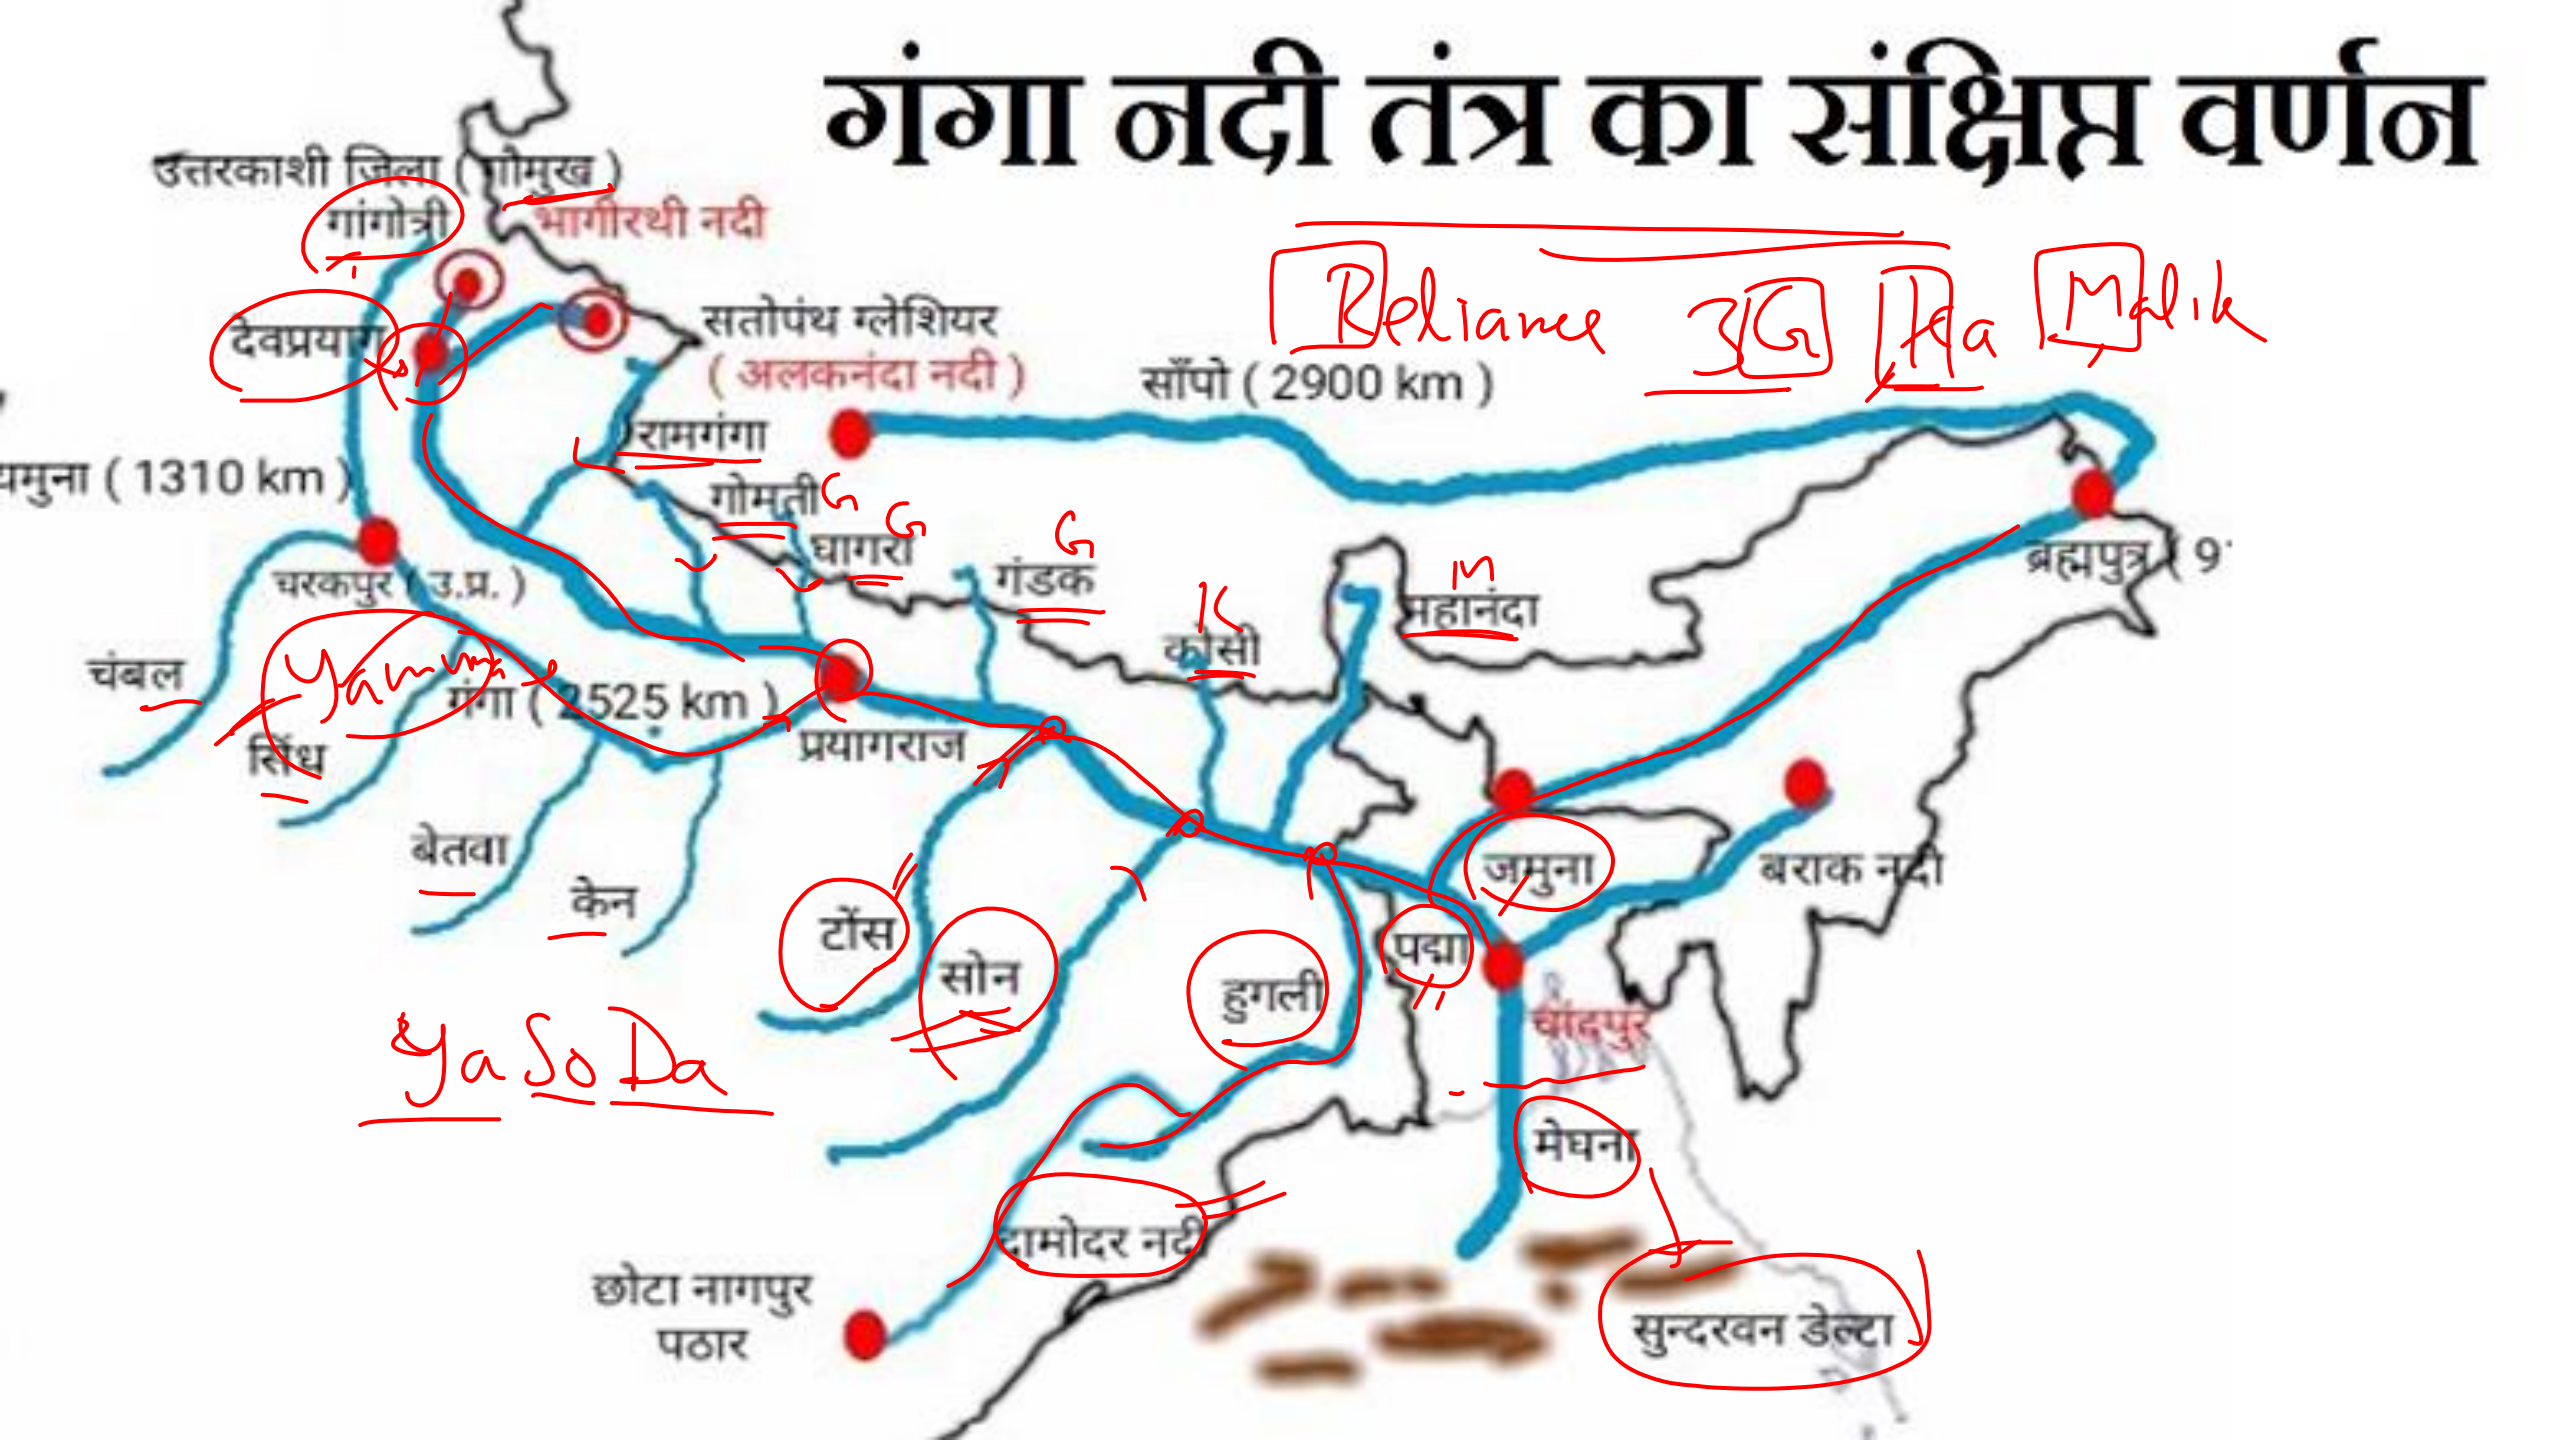 गंगा नदी तंत्र का संक्षिप्त वर्णन
उत्तरकाशी जिला ( गोमुख )
गांगोत्री
भागीरथी नदी
Reliance 3G Ka Malik
देवप्रयाग
सतोपंथ ग्लेशियर
( अलकनंदा नदी )
साँपो ( 2900 km )
रामगंगा
यमुना ( 1310 km )
गोमती G
घागरा G
G
गंडक
K
कोसी
M
महानंदा
ब्रह्मपुत्र ( 9
चरकपुर ( उ.प्र. )
चंबल
Yamuna
गंगा ( 2525 km )
सिंध
प्रयागराज
बेतवा
केन
टोंस
सोन
हुगली
पद्मा
जमुना
बराक नदी
चांदपुर
YaSoDa
मेघना
दामोदर नदी
छोटा नागपुर
पठार
सुन्दरवन डेल्टा